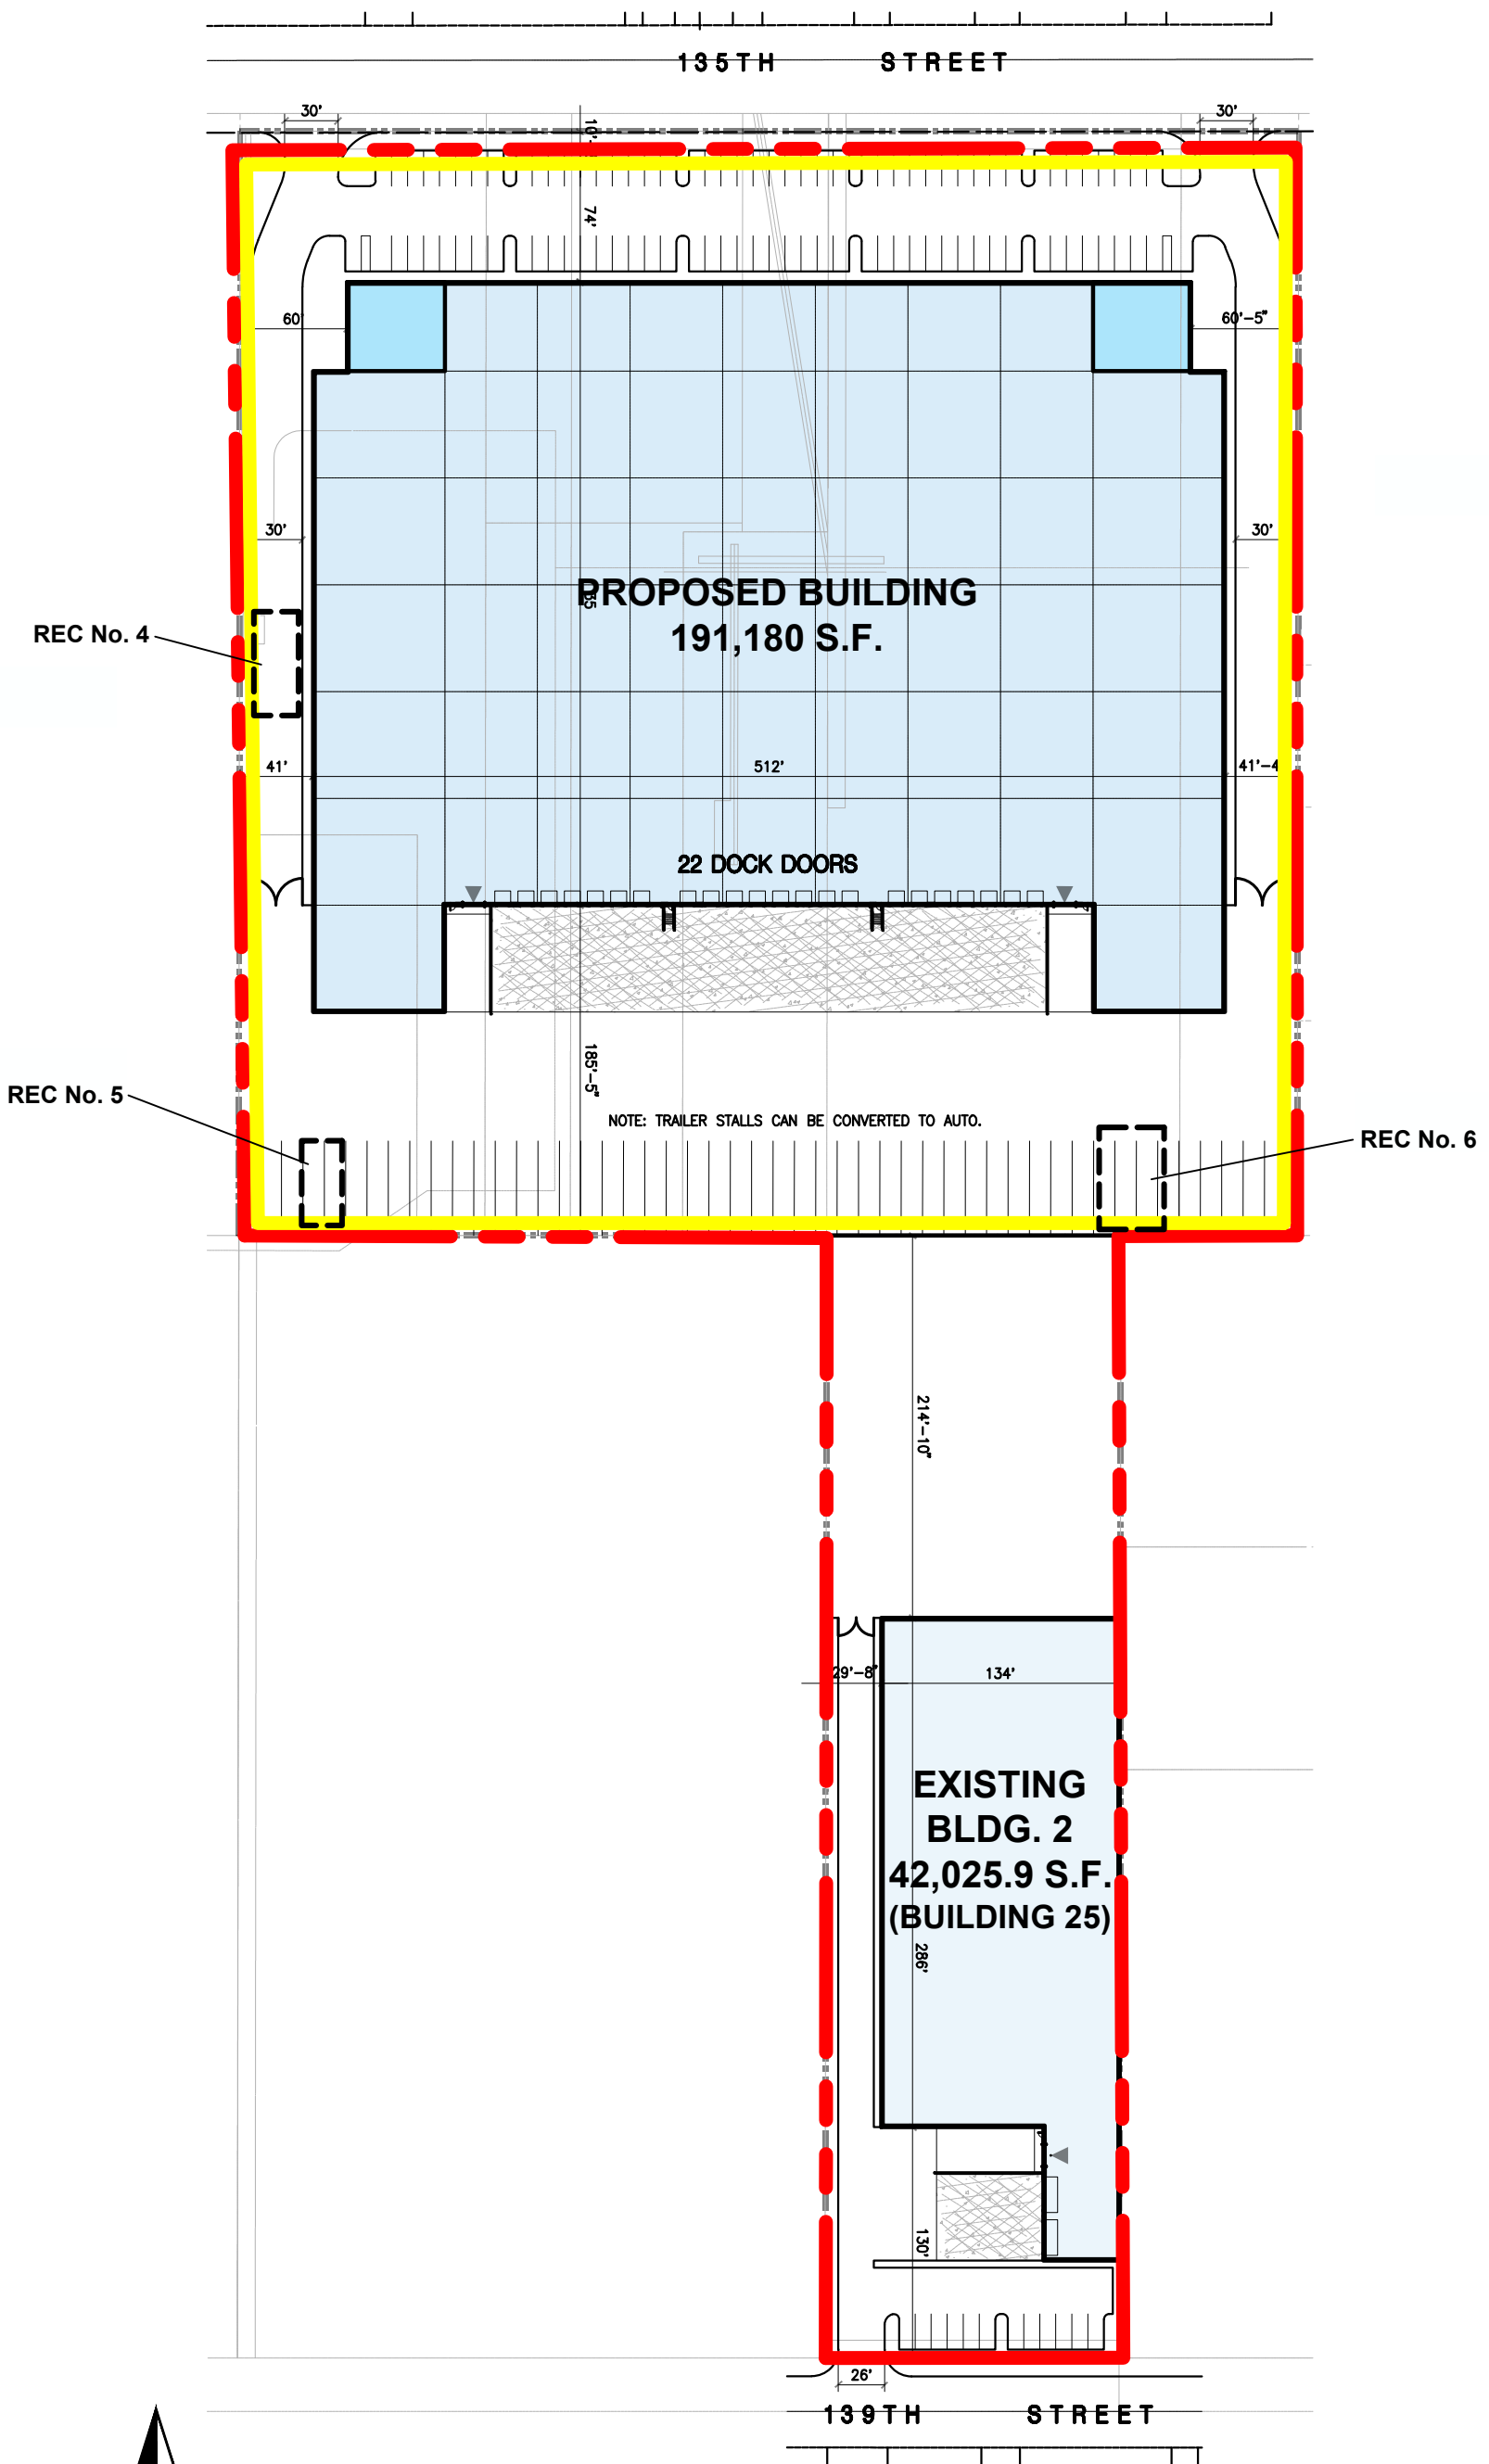 135TH STREET
30'
30'
74'
60'
60'-5"
30'
30'
PROPOSED BUILDING
191,180 S.F.
REC No. 4
41'
512'
41'-4
22 DOCK DOORS
185'-5"
REC No. 5
NOTE: TRAILER STALLS CAN BE CONVERTED TO AUTO.
REC No. 6
214'-10"
29'-8"
134'
EXISTING
BLDG. 2
42,025.9 S.F.
(BUILDING 25)
286'
130'
26'
139TH STREET